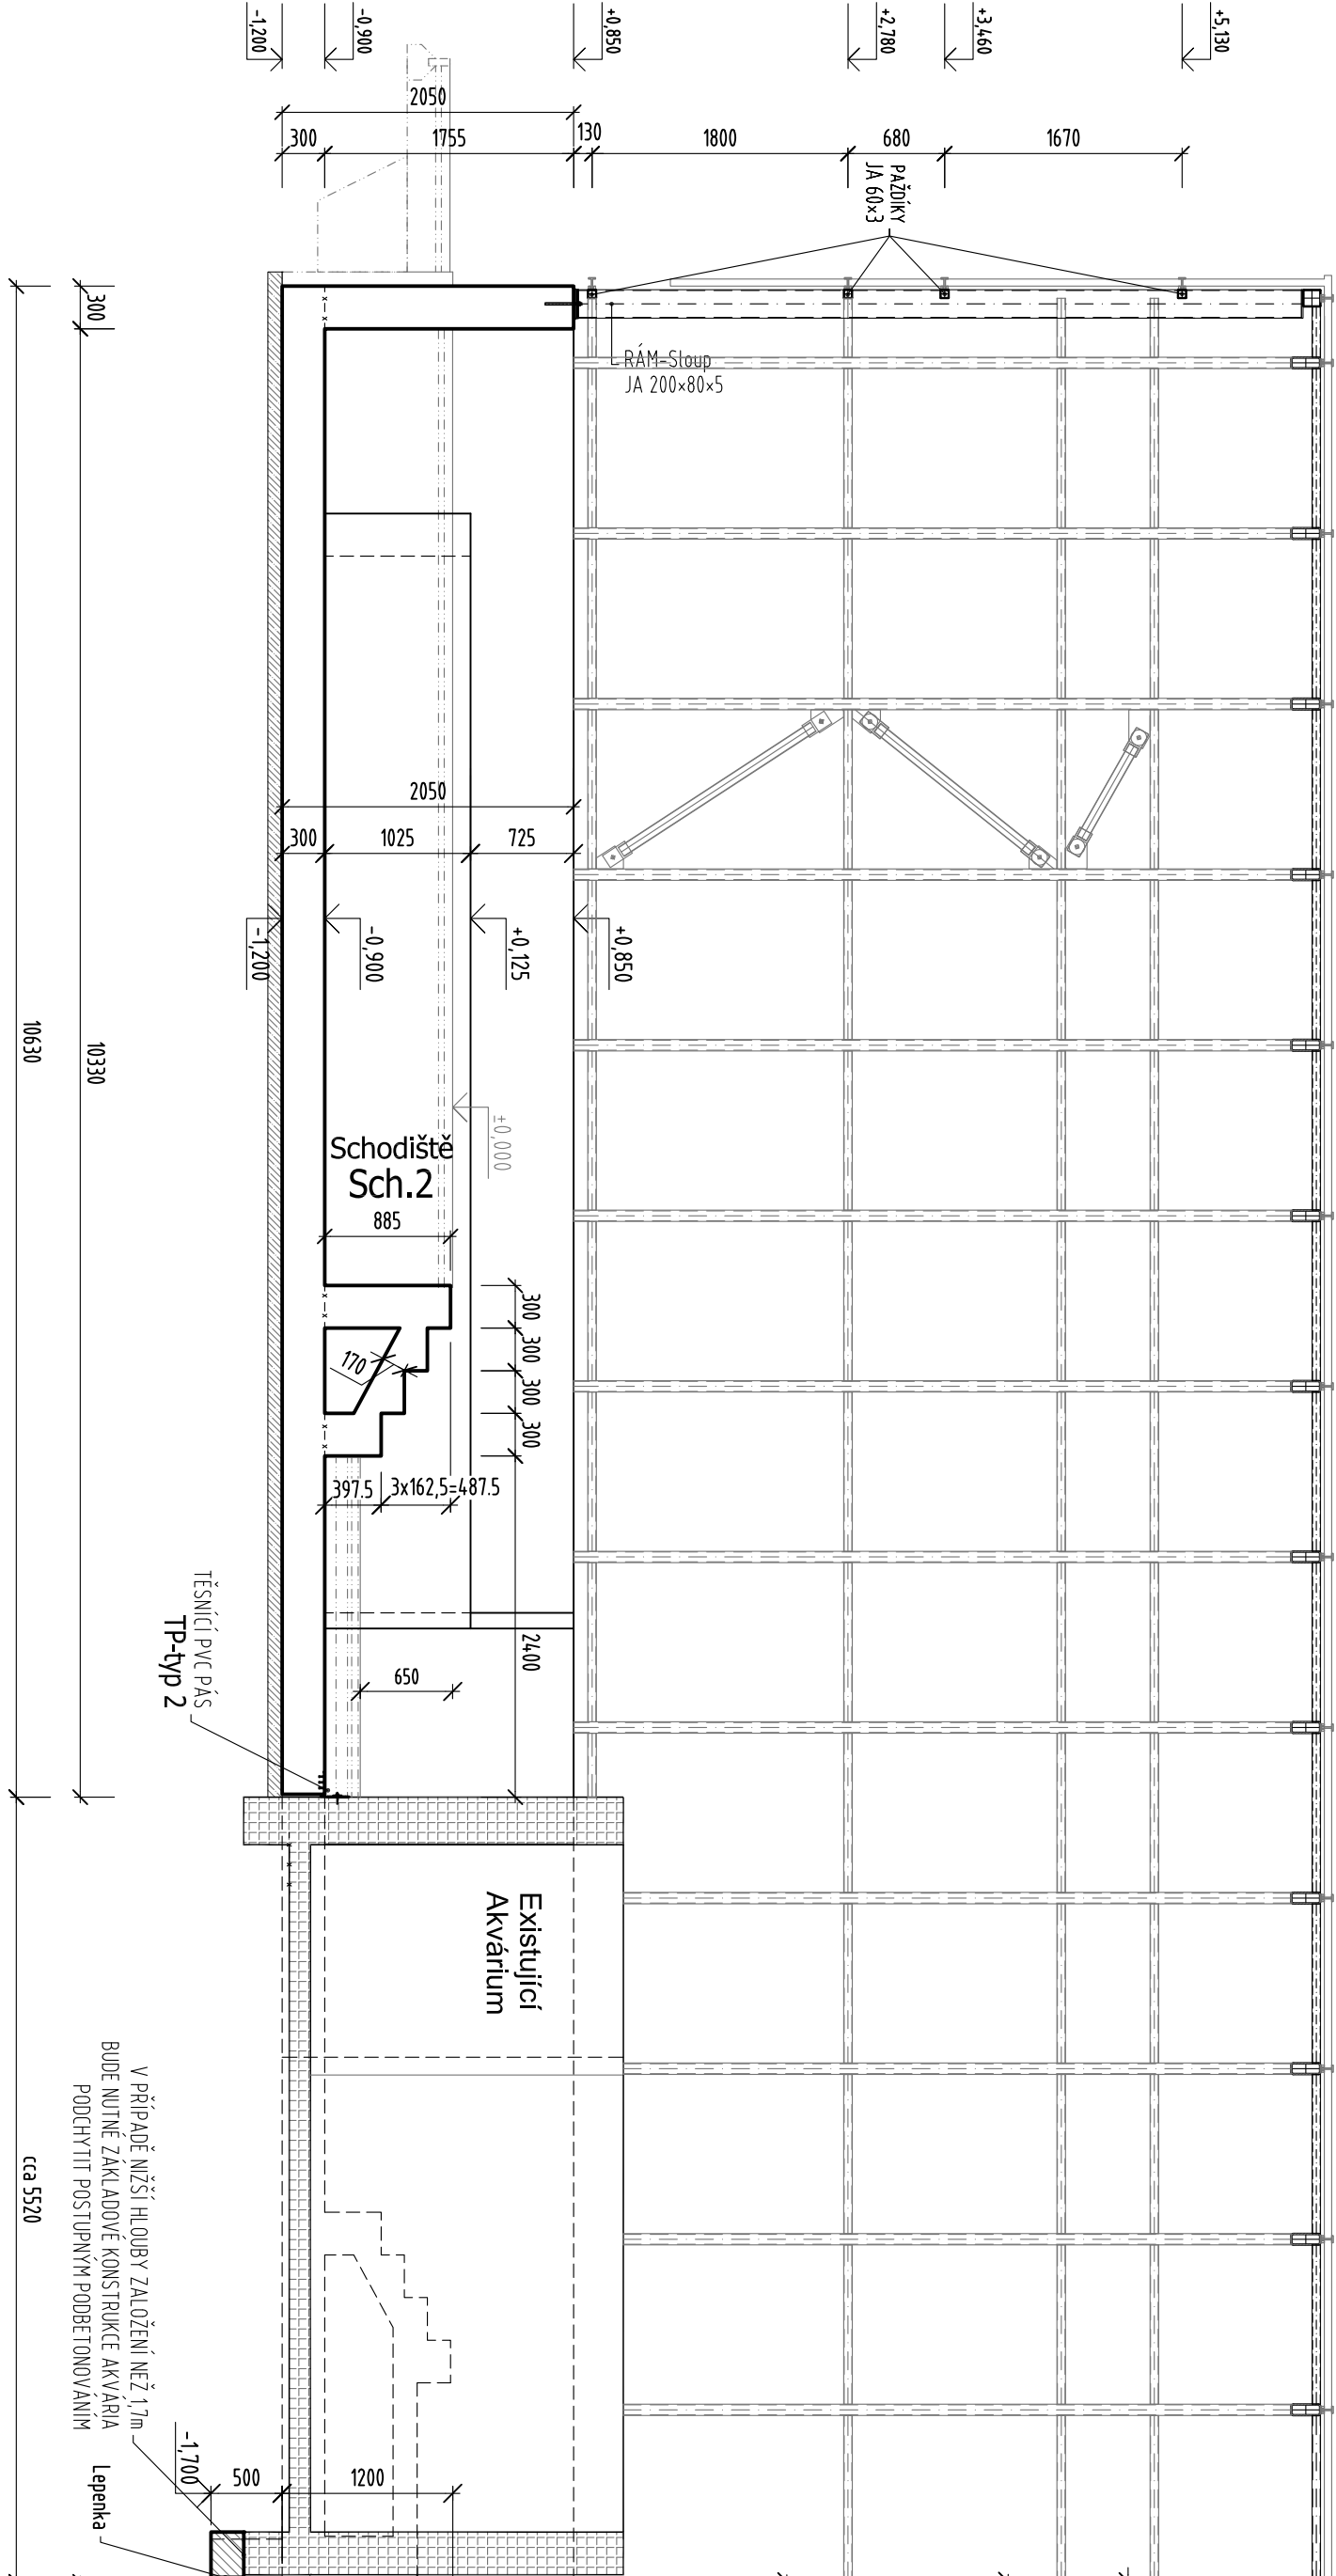 -1,200
-0,900
+0,850
+2,780
+3,460
+5,130
2050
300
1755
130
1800
680
1670
PAŽDÍKY
JA 60x3
300
RÁM-Sloup
JA 200x80x5
2050
300
1025
725
-1,200
-0,900
+0,125
+0,850
10630
10330
±0,000
Schodiště
Sch.2
885
300
300
300
300
170
397.5
3x162,5=487.5
2400
650
TĚSNÍCÍ PVC PÁS
TP-typ 2
Existující
Akvárium
V PŘÍPADĚ NIŽŠÍ HLOUBY ZALOŽENÍ NEŽ 1,7m
BUDE NUTNÉ ZÁKLADOVÉ KONSTRUKCE AKVÁRIA
PODCHYTIT POSTUPNÝM PODBETONOVÁNÍM
cca 5520
-1,700
500
1200
Lepenka